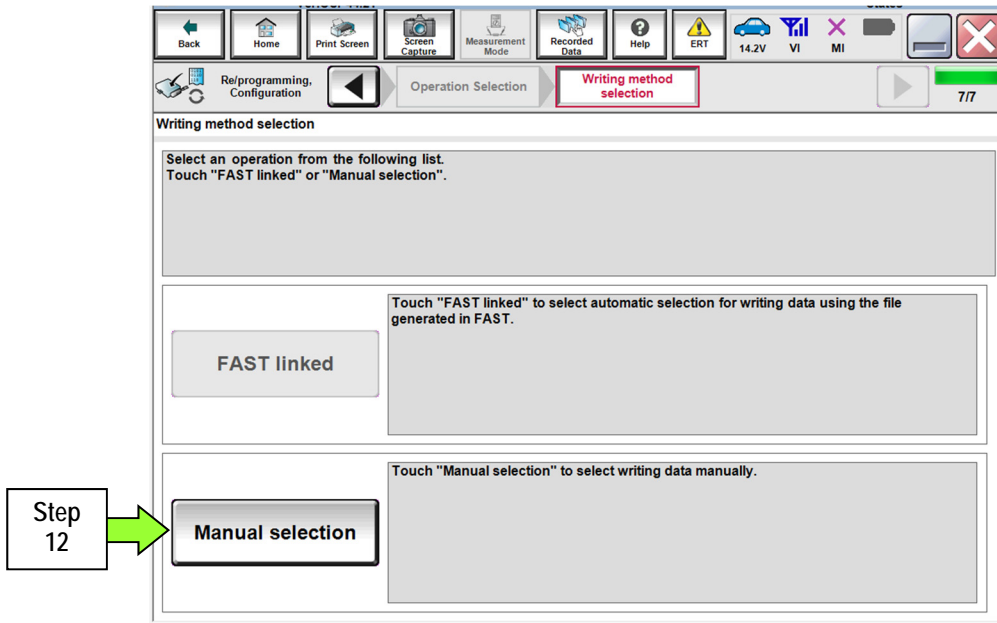 Back
Home
Print Screen
Screen
Capture
Measurement
Mode
Recorded
Data
Help
ERT
14.2V
VI
MI
Re/programming,
Configuration
Operation Selection
Writing method
selection
7/7
Writing method selection
Select an operation from the following list.
Touch "FAST linked" or "Manual selection".
FAST linked
Touch "FAST linked" to select automatic selection for writing data using the file
generated in FAST.
Step
12
Manual selection
Touch "Manual selection" to select writing data manually.